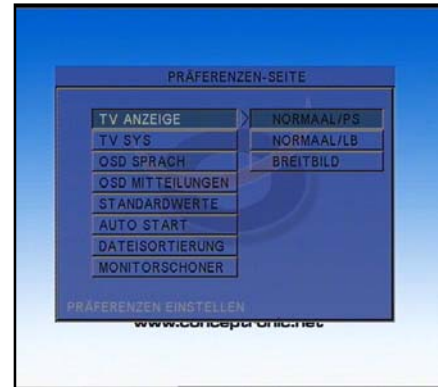 PRÄFERENZEN-SEITE
TV ANZEIGE
NORMAAL/PS
TV SYS
NORMAAL/LB
OSD SPRACH
BREITBILD
OSD MITTEILUNGEN
STANDARDWERTE
AUTO START
DATEISORTIERUNG
MONITORSCHONER
PRÄFERENZEN EINSTELLEN
www.conceptronic.net